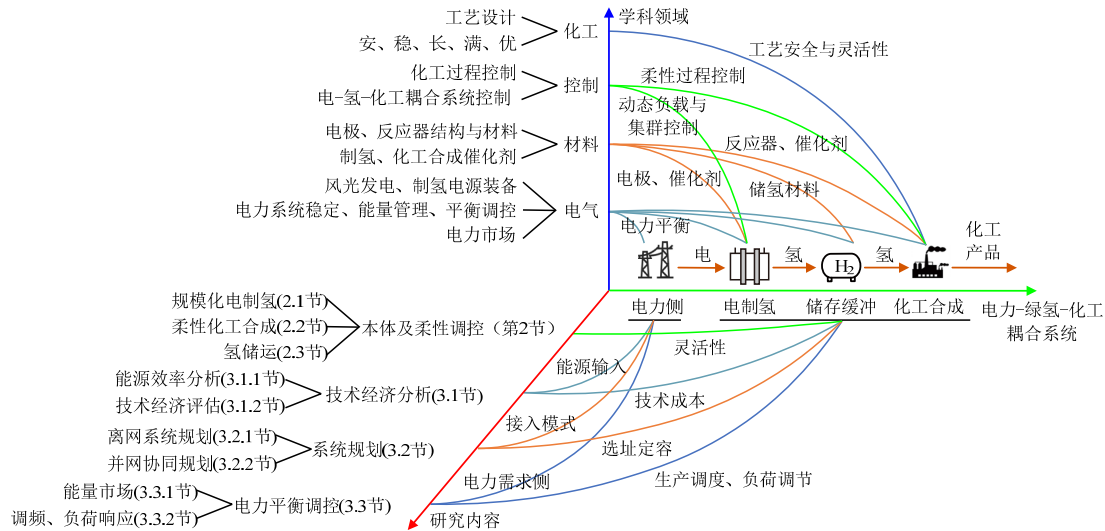 学科领域
工艺设计
安、稳、长、满、优
化工
化工过程控制
电-氢-化工耦合系统控制
控制
电极、反应器结构与材料
制氢、化工合成催化剂
材料
风光发电、制氢电源装备
电力系统稳定、能量管理、平衡调控
电力市场
电气
工艺安全与灵活性
柔性过程控制
动态负载与
集群控制
反应器、催化剂
电极、催化剂
储氢材料
电力平衡
电
氢
H2
氢
化工
产品
电力侧
电制氢
储存缓冲
化工合成
电力-绿氢-化工
耦合系统
规模化电制氢(2.1节)
柔性化工合成(2.2节)
氢储运(2.3节)
本体及柔性调控（第2节）
灵活性
能源效率分析(3.1.1节)
技术经济评估(3.1.2节)
技术经济分析(3.1节)
能源输入
技术成本
离网系统规划(3.2.1节)
并网协同规划(3.2.2节)
系统规划(3.2节)
接入模式
选址定容
能量市场(3.3.1节)
调频、负荷响应(3.3.2节)
电力平衡调控(3.3节)
电力需求侧
生产调度、负荷调节
研究内容